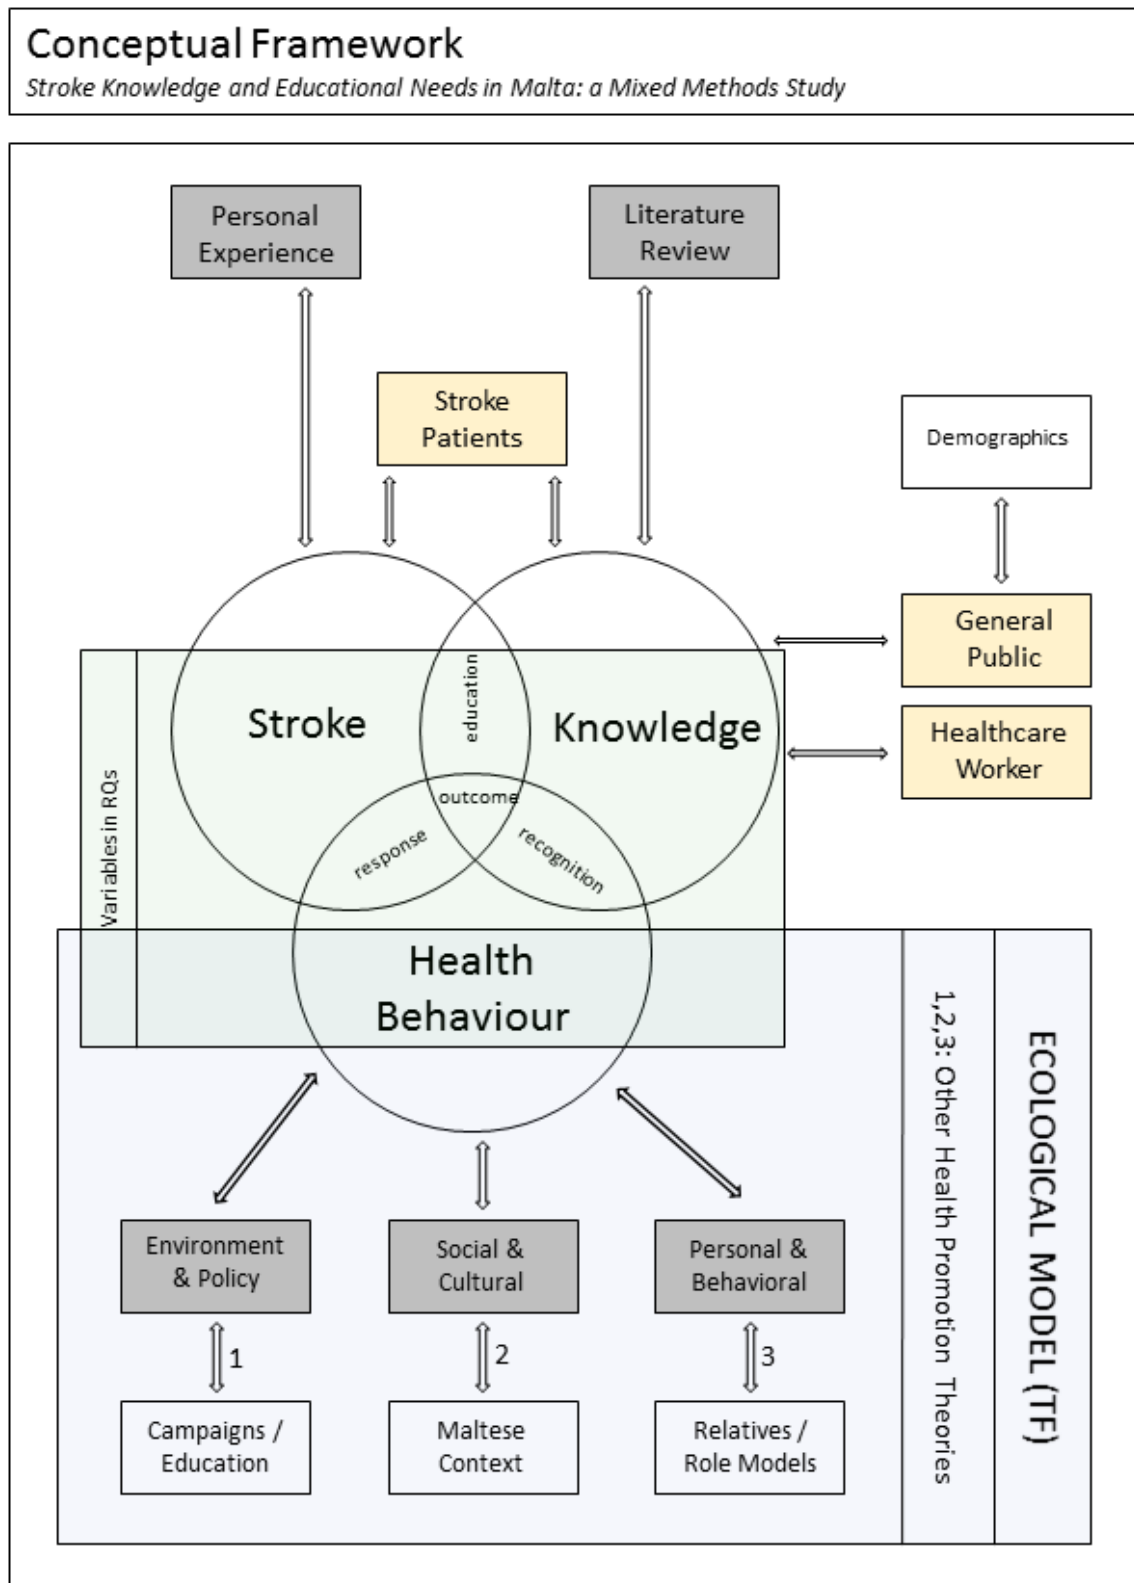 Conceptual Framework
Stroke Knowledge and Educational Needs in Malta: a Mixed Methods Study
Personal
Experience
Literature
Review
Stroke
Patients
Demographics
General
Public
Healthcare
Worker
Variables in RQs
Stroke
education
Knowledge
outcome
response
recognition
Health
Behaviour
1,2,3: Other Health Promotion Theories
ECOLOGICAL MODEL (TF)
Environment
& Policy
Social &
Cultural
Personal &
Behavioral
1
2
3
Campaigns /
Education
Maltese
Context
Relatives /
Role Models